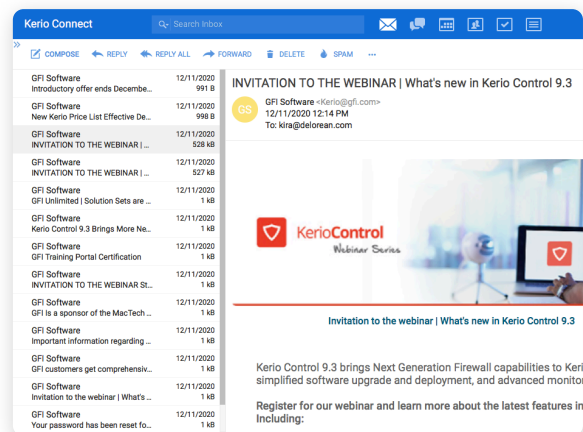 Kerio Connect
Search Inbox
COMPOSE REPLY REPLY ALL FORWARD DELETE SPAM ...
GFI Software 12/11/2020
Introductory offer ends Decembe... 991 B
GFI Software 12/11/2020
New Kerio Price List Effective De... 998 B
GFI Software 12/11/2020
INVITATION TO THE WEBINAR | ... 528 kB
GFI Software 12/11/2020
INVITATION TO THE WEBINAR | ... 527 kB
GFI Software 12/11/2020
GFI Unlimited | Solution Sets are ... 1 kB
GFI Software 12/11/2020
Kerio Control 9.3 Brings More Ne... 1 kB
GFI Software 12/11/2020
GFI Training Portal Certification 1 kB
GFI Software 12/11/2020
INVITATION TO THE WEBINAR St... 1 kB
GFI Software 12/11/2020
GFI Is a sponsor of the MacTech ... 1 kB
GFI Software 12/11/2020
Important information regarding ... 1 kB
GFI Software 12/11/2020
GFI customers get comprehensiv... 1 kB
GFI Software 12/11/2020
Invitation to the webinar | What's ... 1 kB
GFI Software 12/11/2020
Your password has been reset fo... 1 kB
INVITATION TO THE WEBINAR | What's new in Kerio Control 9.3
GS
GFI Software <Kerio@gfi.com>
12/11/2020 12:14 PM
To: kira@delorean.com
KerioControl
Webinar Series
Invitation to the webinar | What's new in Kerio Control 9.3
Kerio Control 9.3 brings Next Generation Firewall capabilities to Keri
simplified software upgrade and deployment, and advanced monitor
Register for our webinar and learn more about the latest features in
Including: